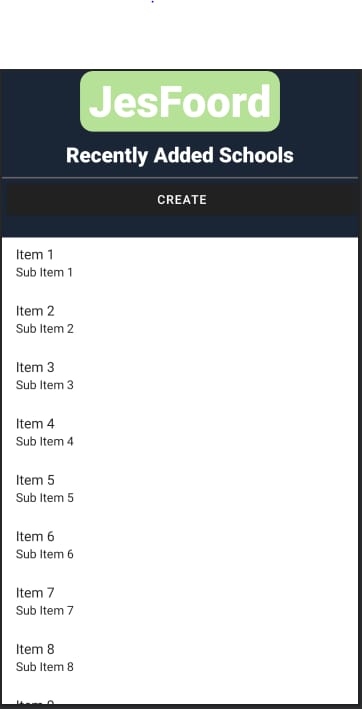 JesFoord
Recently Added Schools
CREATE
Item 1
Sub Item 1
Item 2
Sub Item 2
Item 3
Sub Item 3
Item 4
Sub Item 4
Item 5
Sub Item 5
Item 6
Sub Item 6
Item 7
Sub Item 7
Item 8
Sub Item 8